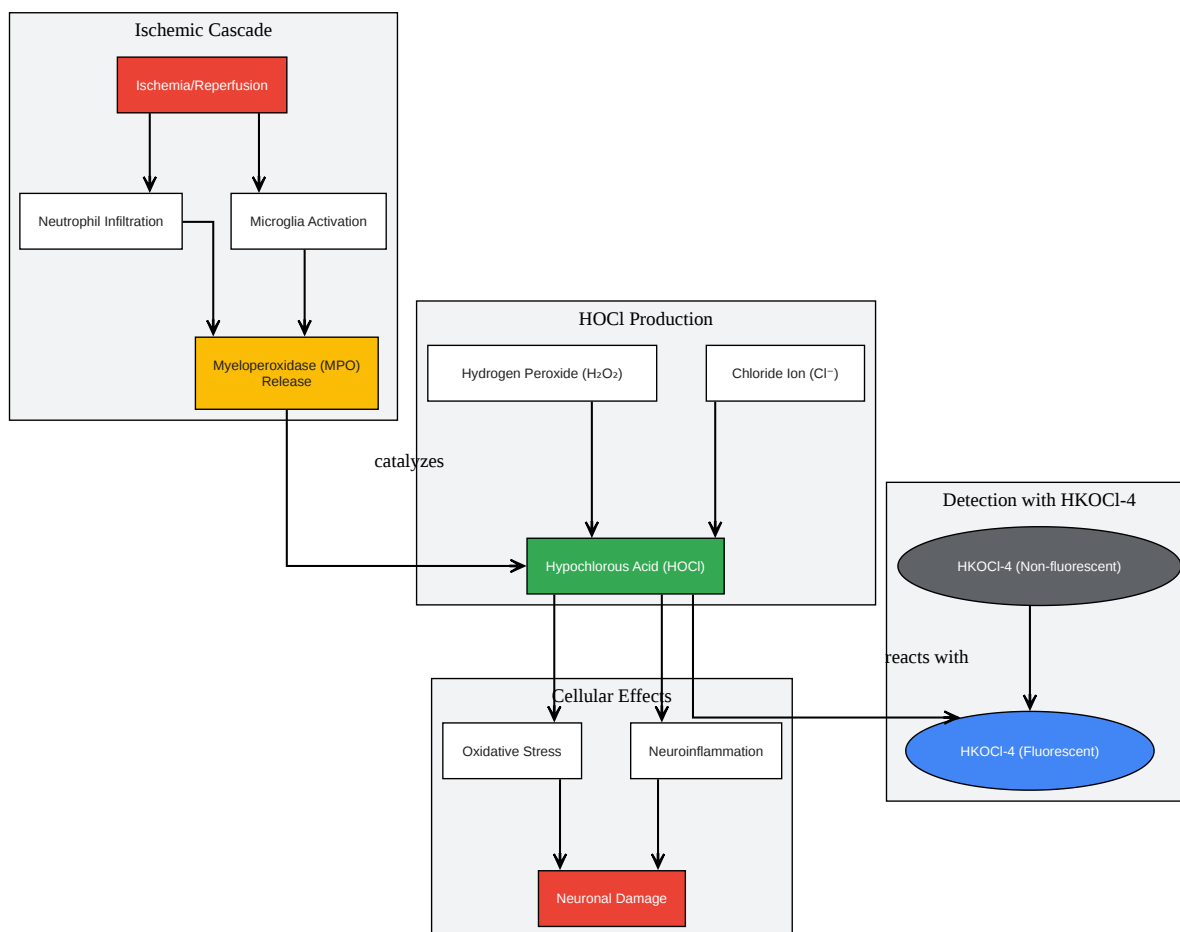 Ischemic Cascade
Ischemia/Reperfusion
Neutrophil Infiltration
Microglia Activation
Myeloperoxidase (MPO)
Release
HOCl Production
Hydrogen Peroxide (H₂O₂)
Chloride Ion (Cl⁻)
catalyzes
Hypochlorous Acid (HOCl)
Detection with HKOCl-4
HKOCl-4 (Non-fluorescent)
reacts with
HKOCl-4 (Fluorescent)
Cellular Effects
Oxidative Stress
Neuroinflammation
Neuronal Damage